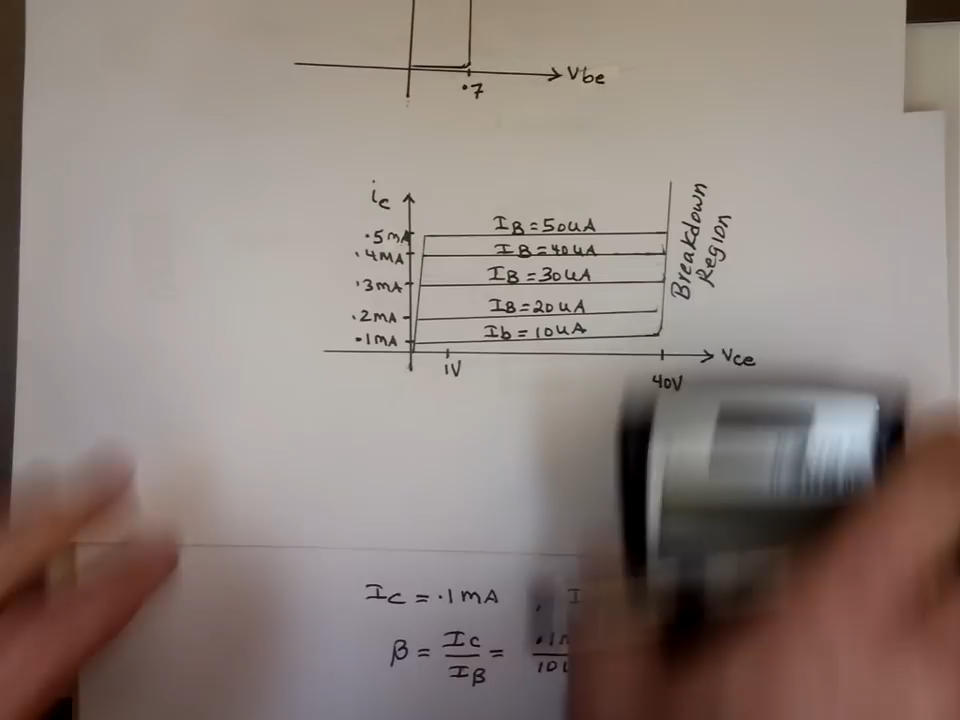 Vbe
.7
ic
.5mA
.4MA
.3mA
.2mA
.1MA
IB=50uA
IB=40uA
IB=30uA
IB=20uA
Ib=10uA
Breakdown
Region
Vce
1V
40V
Ic = .1mA , I
β = Ic/Iβ =